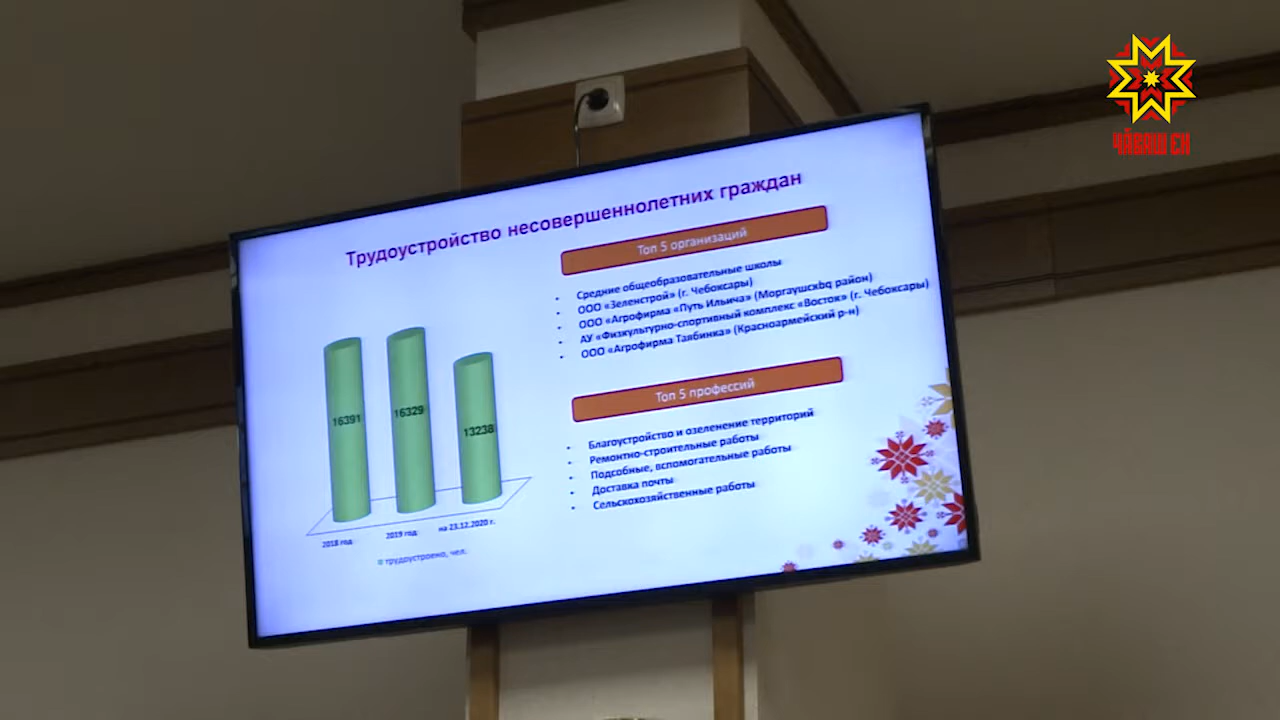 ЧĂВАШ ЕН
Трудоустройство несовершеннолетних граждан
16391
16329
13238
2018 год
2019 год
на 23.12.2020 г.
трудоустроено, чел.
Топ 5 организаций
• Средние общеобразовательные школы
• ООО «Зеленстрой» (г. Чебоксары)
• ООО «Агрофирма «Путь Ильича» (Моргаушскbq район)
• АУ «Физкультурно-спортивный комплекс «Восток» (г. Чебоксары)
• ООО «Агрофирма Таябинка» (Красноармейский р-н)
Топ 5 профессий
• Благоустройство и озеленение территорий
• Ремонтно-строительные работы
• Подсобные, вспомогательные работы
• Доставка почты
• Сельскохозяйственные работы